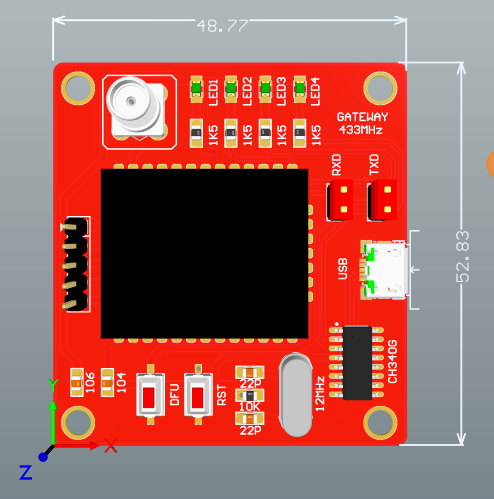 48.77
LED1
LED2
LED3
LED4
1K5
1K5
1K5
1K5
GATEWAY
433MHz
RXD
TXD
USB
52.83
CH340G
106
104
DFU
RST
22P
10K
22P
12MHz
Y
X
Z